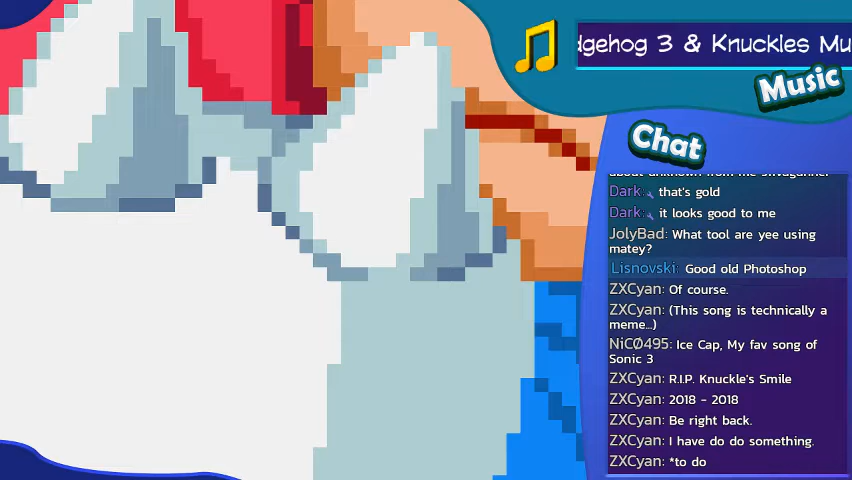 dgehog 3 & Knuckles Mu
Music
Chat
Dark: that's gold
Dark: it looks good to me
JolyBad: What tool are yee using
matey?
Lisnovski: Good old Photoshop
ZXCyan: Of course.
ZXCyan: (This song is technically a
meme...)
NiCØ495: Ice Cap, My fav song of
Sonic 3
ZXCyan: R.I.P. Knuckle's Smile
ZXCyan: 2018 - 2018
ZXCyan: Be right back.
ZXCyan: I have do do something.
ZXCyan: *to do